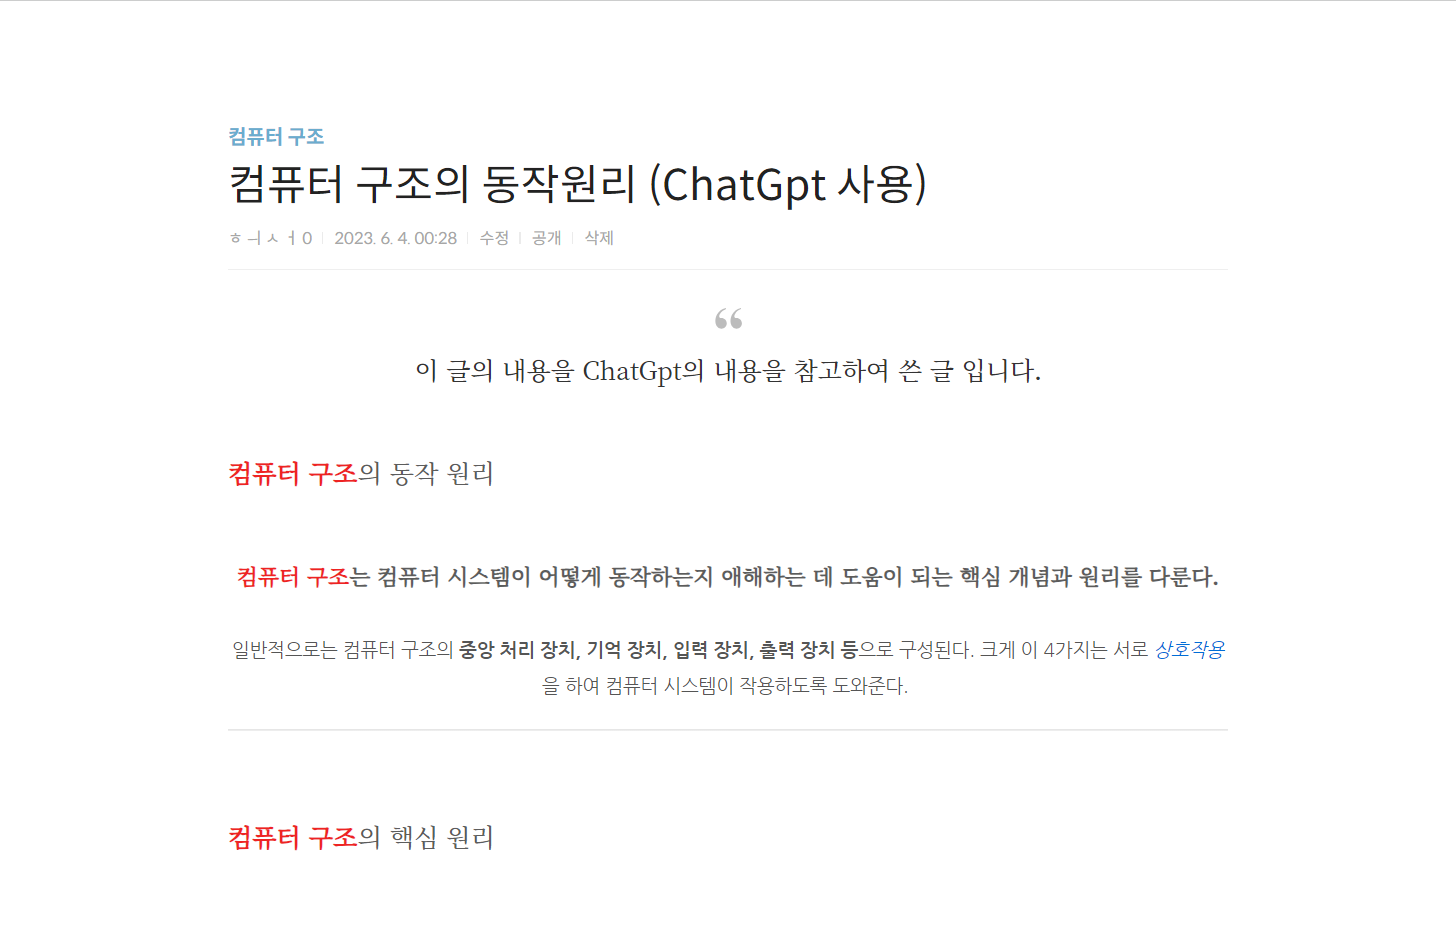 컴퓨터 구조
컴퓨터 구조의 동작원리 (ChatGpt 사용)
ㅎ ㅢ ㅅ ㅓ 0 2023. 6. 4. 00:28 수정 공개 삭제
“
이 글의 내용을 ChatGpt의 내용을 참고하여 쓴 글 입니다.
컴퓨터 구조의 동작 원리
컴퓨터 구조는 컴퓨터 시스템이 어떻게 동작하는지 애해하는 데 도움이 되는 핵심 개념과 원리를 다룬다.
일반적으로는 컴퓨터 구조의 중앙 처리 장치, 기억 장치, 입력 장치, 출력 장치 등으로 구성된다. 크게 이 4가지는 서로 상호작용
을 하여 컴퓨터 시스템이 작용하도록 도와준다.
컴퓨터 구조의 핵심 원리